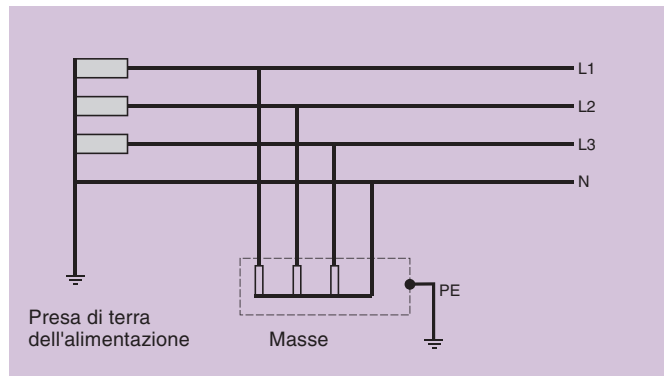 L1
L2
L3
N
PE
Presa di terra
dell'alimentazione
Masse